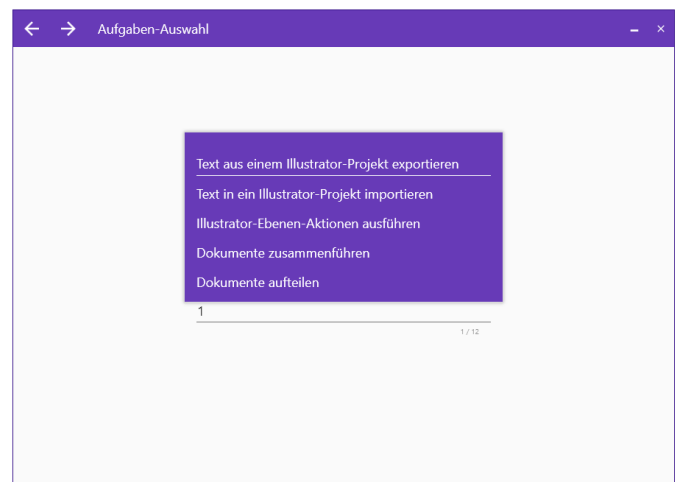 Aufgaben-Auswahl
Text aus einem Illustrator-Projekt exportieren
Text in ein Illustrator-Projekt importieren
Illustrator-Ebenen-Aktionen ausführen
Dokumente zusammenführen
Dokumente aufteilen
1
1 / 12